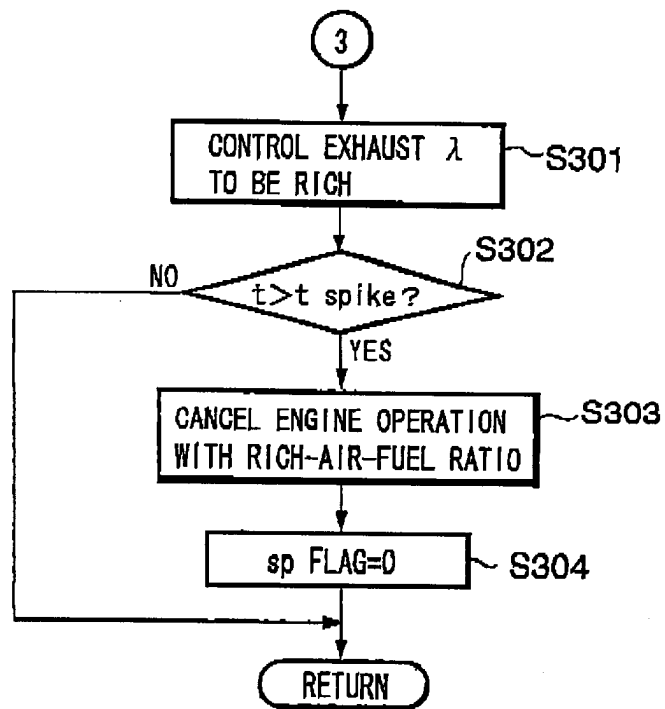 3
CONTROL EXHAUST λ
TO BE RICH
S301
S302
NO
t>t spike?
YES
CANCEL ENGINE OPERATION
WITH RICH-AIR-FUEL RATIO
S303
sp FLAG=0
S304
RETURN